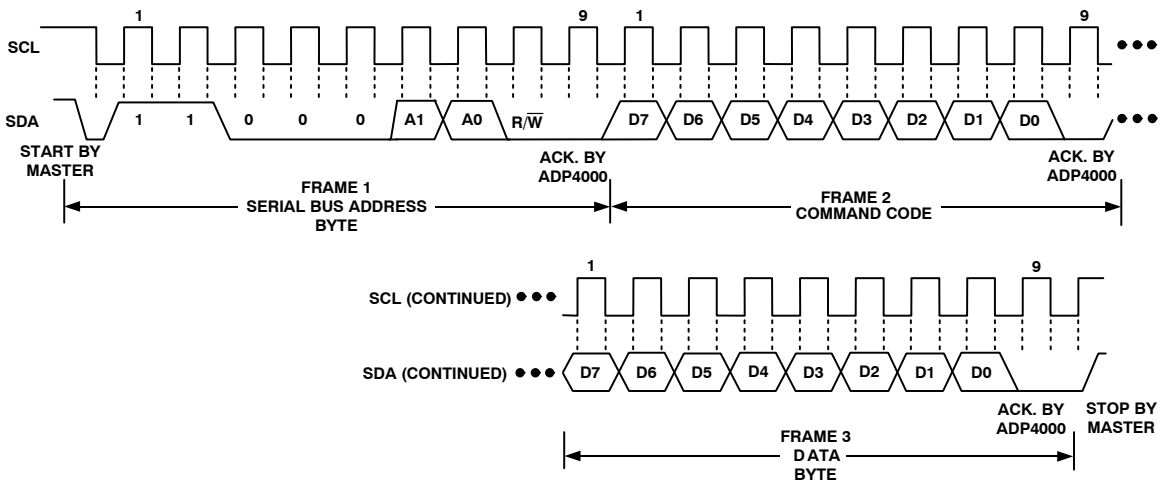 1 9 1 9
SCL
SDA 1 1 0 0 0 A1 A0 R/W̅ D7 D6 D5 D4 D3 D2 D1 D0
START BY
MASTER
ACK. BY
ADP4000
ACK. BY
ADP4000
FRAME 1
SERIAL BUS ADDRESS
BYTE
FRAME 2
COMMAND CODE
1 9
SCL (CONTINUED)
SDA (CONTINUED) D7 D6 D5 D4 D3 D2 D1 D0
ACK. BY
ADP4000
STOP BY
MASTER
FRAME 3
DATA
BYTE